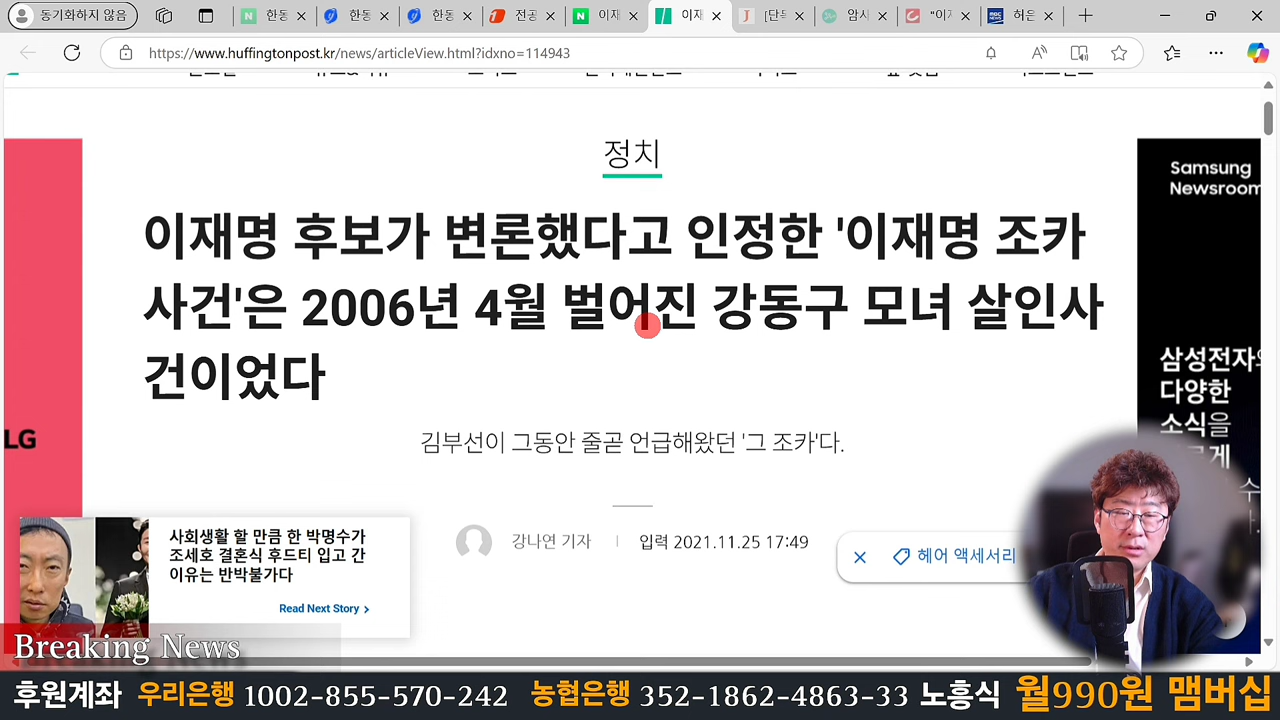 동기화하지 않음
한동
한동
한동
전공
이재
이재
[단독
암시
"이기
허은
https://www.huffingtonpost.kr/news/articleView.html?idxno=114943
정치
이재명 후보가 변론했다고 인정한 '이재명 조카
사건'은 2006년 4월 벌어진 강동구 모녀 살인사
건이었다
김부선이 그동안 줄곧 언급해왔던 '그 조카'다.
강나연 기자
입력 2021.11.25 17:49
Samsung
Newsroom
삼성전자의
다양한
소식을
LG
사회생활 할 만큼 한 박명수가
조세호 결혼식 후드티 입고 간
이유는 반박불가다
Read Next Story
헤어 액세서리
Breaking News
후원계좌 우리은행 1002-855-570-242 농협은행 352-1862-4863-33 노흥식 월990원 맴버십